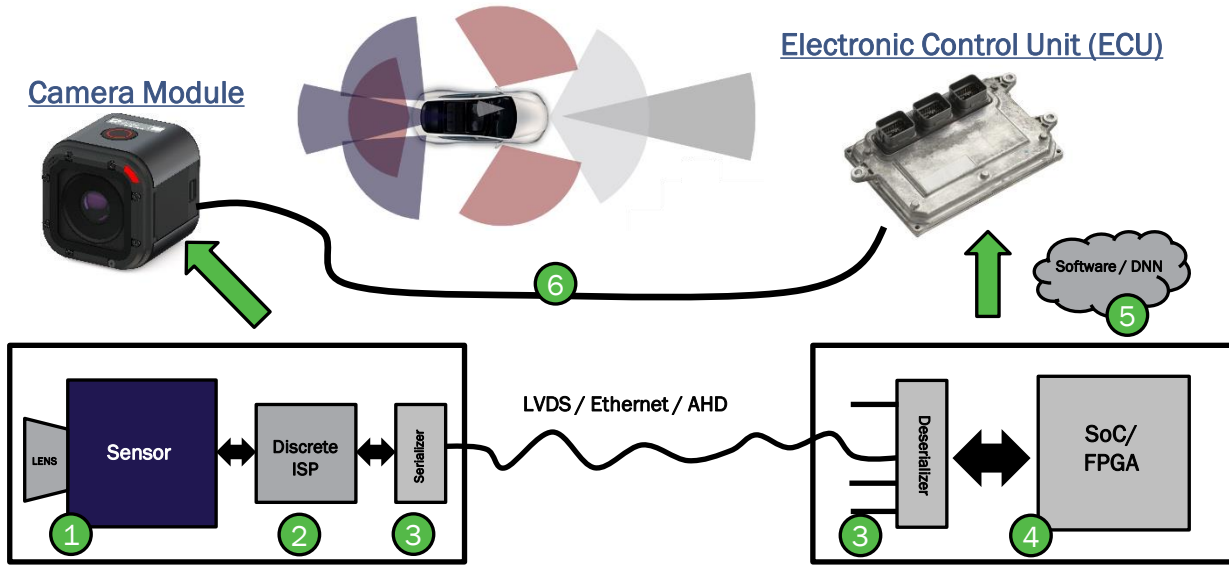 Electronic Control Unit (ECU)
Camera Module
6
Software / DNN
5
LVDS / Ethernet / AHD
LENS
Sensor
Discrete
ISP
Serializer
Deserializer
SoC/
FPGA
1
2
3
3
4